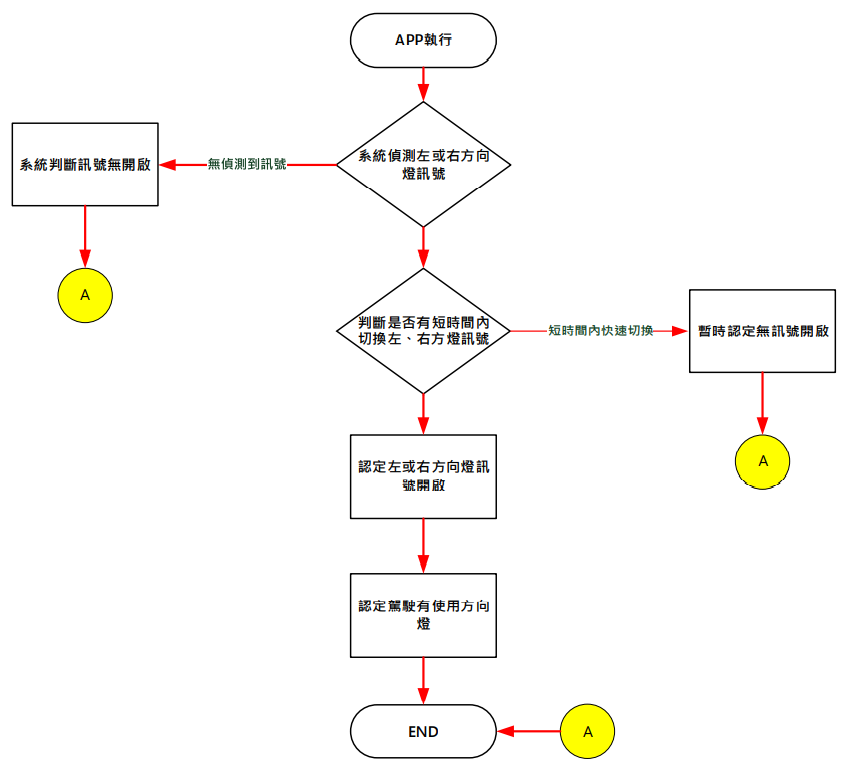 APP執行
系統偵測左或右方向
燈訊號
無偵測到訊號
系統判斷訊號無開啟
A
判斷是否有短時間內
切換左、右方燈訊號
短時間內快速切換
暫時認定無訊號開啟
A
認定左或右方向燈訊
號開啟
認定駕駛有使用方向
燈
END
A